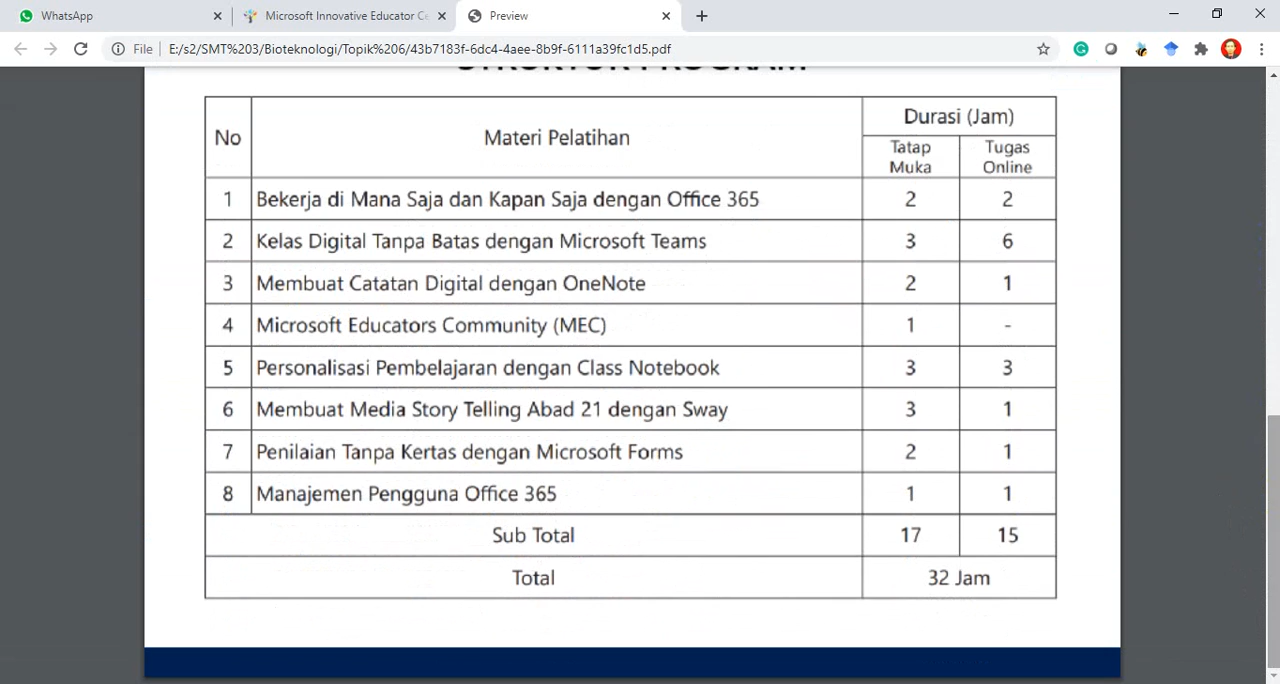 WhatsApp
Microsoft Innovative Educator Ce
Preview
File E:/s2/SMT%203/Bioteknologi/Topik%206/43b7183f-6dc4-4aee-8b9f-6111a39fc1d5.pdf
STRUKTUR PROGRAM
No Materi Pelatihan Durasi (Jam)
Tatap Muka Tugas Online
1 Bekerja di Mana Saja dan Kapan Saja dengan Office 365 2 2
2 Kelas Digital Tanpa Batas dengan Microsoft Teams 3 6
3 Membuat Catatan Digital dengan OneNote 2 1
4 Microsoft Educators Community (MEC) 1 -
5 Personalisasi Pembelajaran dengan Class Notebook 3 3
6 Membuat Media Story Telling Abad 21 dengan Sway 3 1
7 Penilaian Tanpa Kertas dengan Microsoft Forms 2 1
8 Manajemen Pengguna Office 365 1 1
Sub Total 17 15
Total 32 Jam